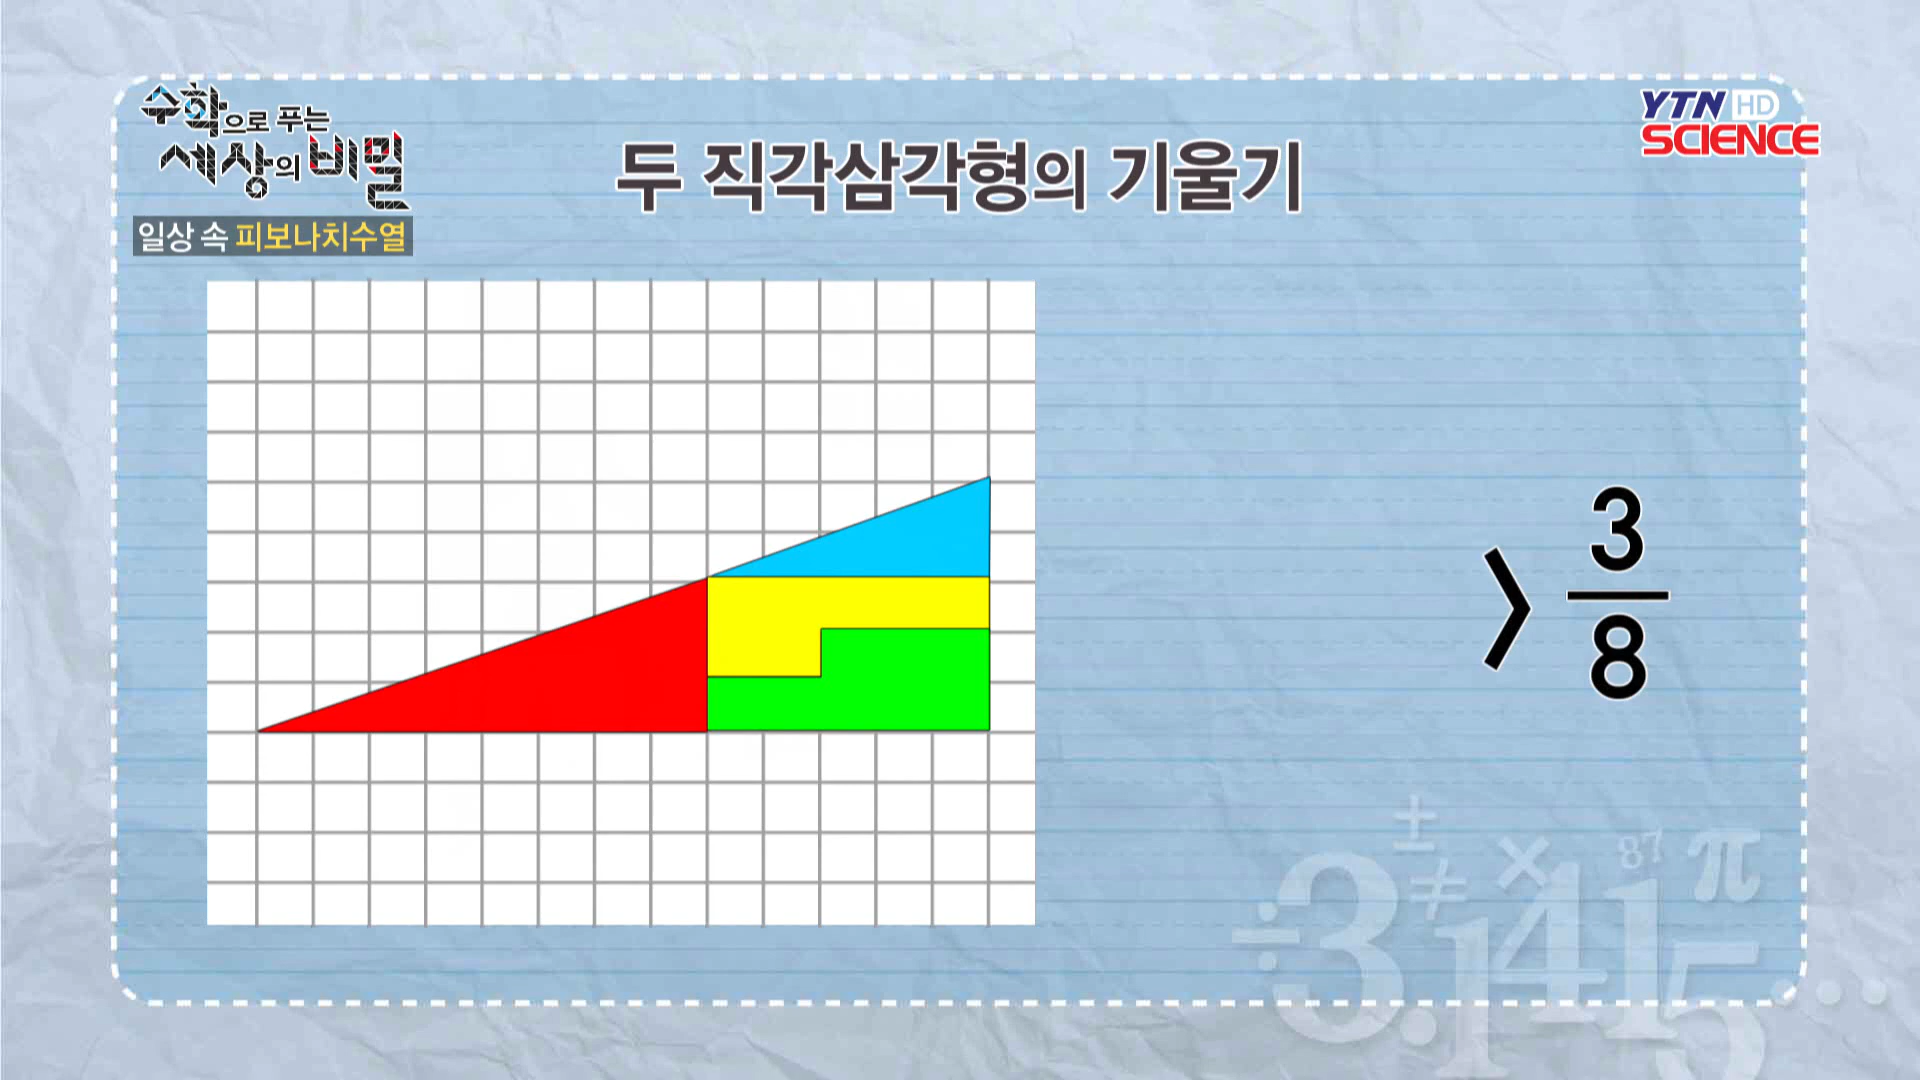 수학으로 푸는
세상의 비밀
일상 속 피보나치수열
두 직각삼각형의 기울기
YTN HD
SCIENCE
> 3
8
± ≠ × 87 π
÷ 3.1415...